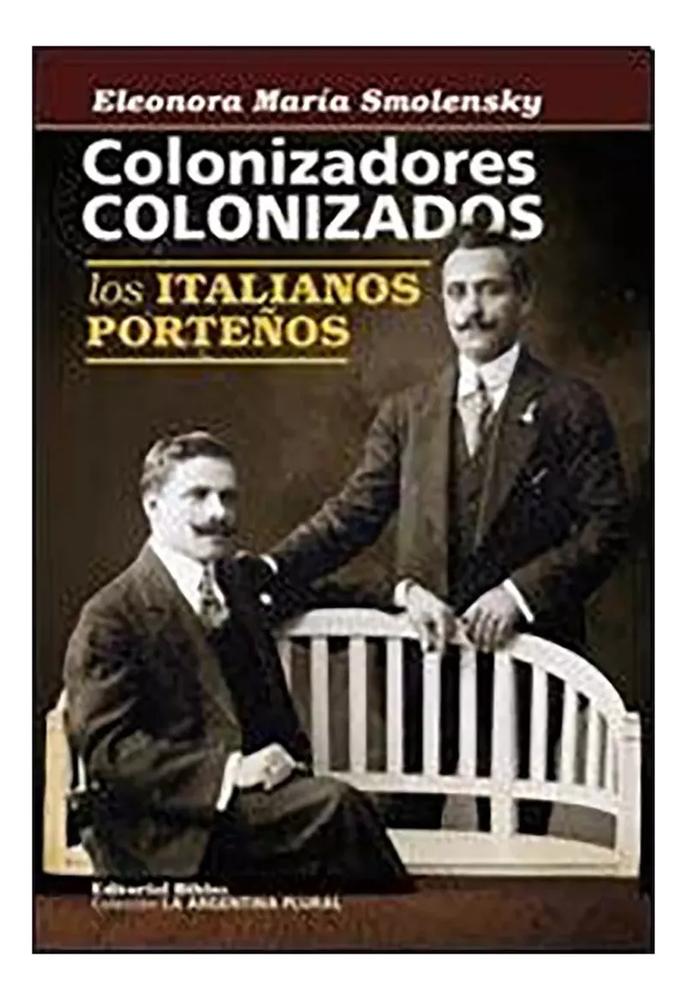 Eleonora María Smolensky
Colonizadores
COLONIZADOS
los ITALIANOS
PORTEÑOS
Editorial Biblos
Colección LA ARGENTINA PLURAL